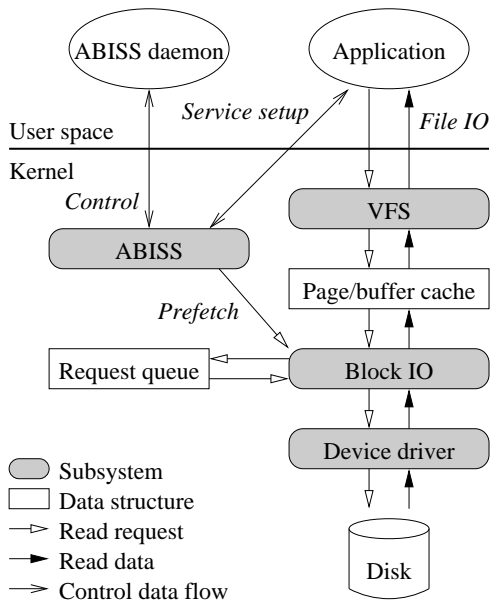 ABISS daemon
Application
Service setup
File IO
User space
Kernel
Control
VFS
ABISS
Page/buffer cache
Prefetch
Request queue
Block IO
Device driver
Subsystem
Data structure
Read request
Read data
Control data flow
Disk